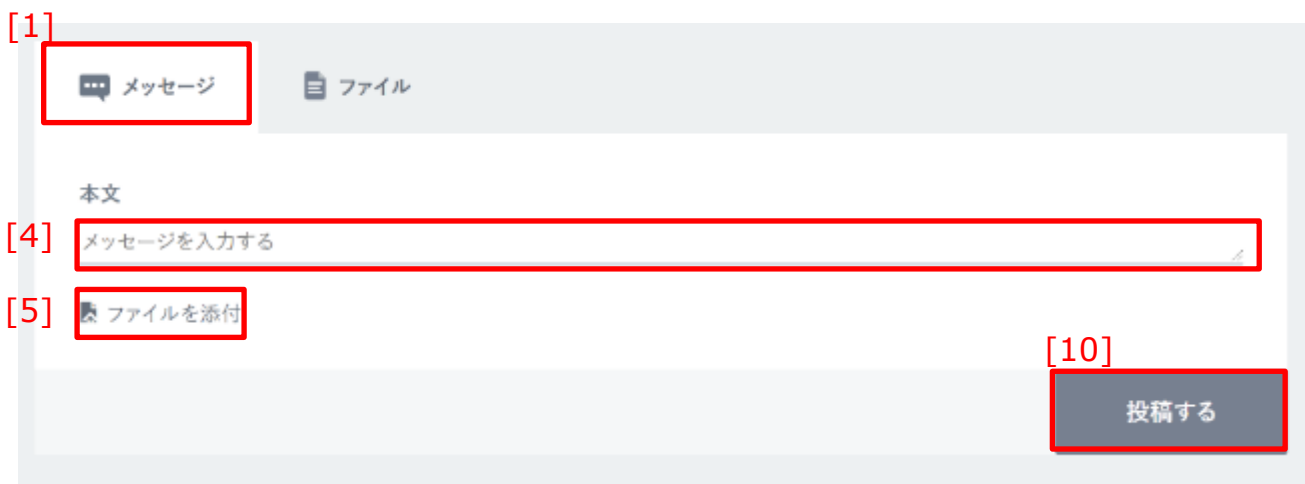 [1]
メッセージ ファイル
本文
[4] メッセージを入力する
[5] ファイルを添付
[10]
投稿する